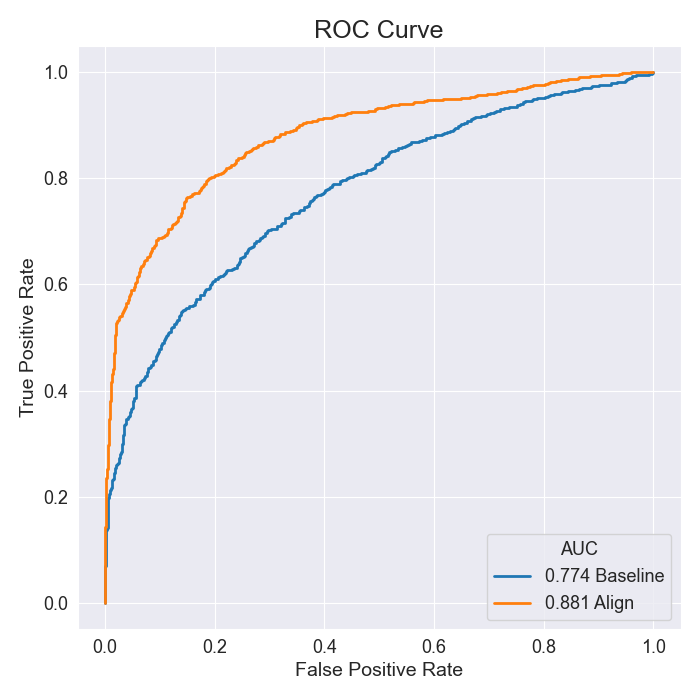 ROC Curve
True Positive Rate
1.0
0.8
0.6
0.4
0.2
0.0
0.0 0.2 0.4 0.6 0.8 1.0
False Positive Rate
AUC
0.774 Baseline
0.881 Align